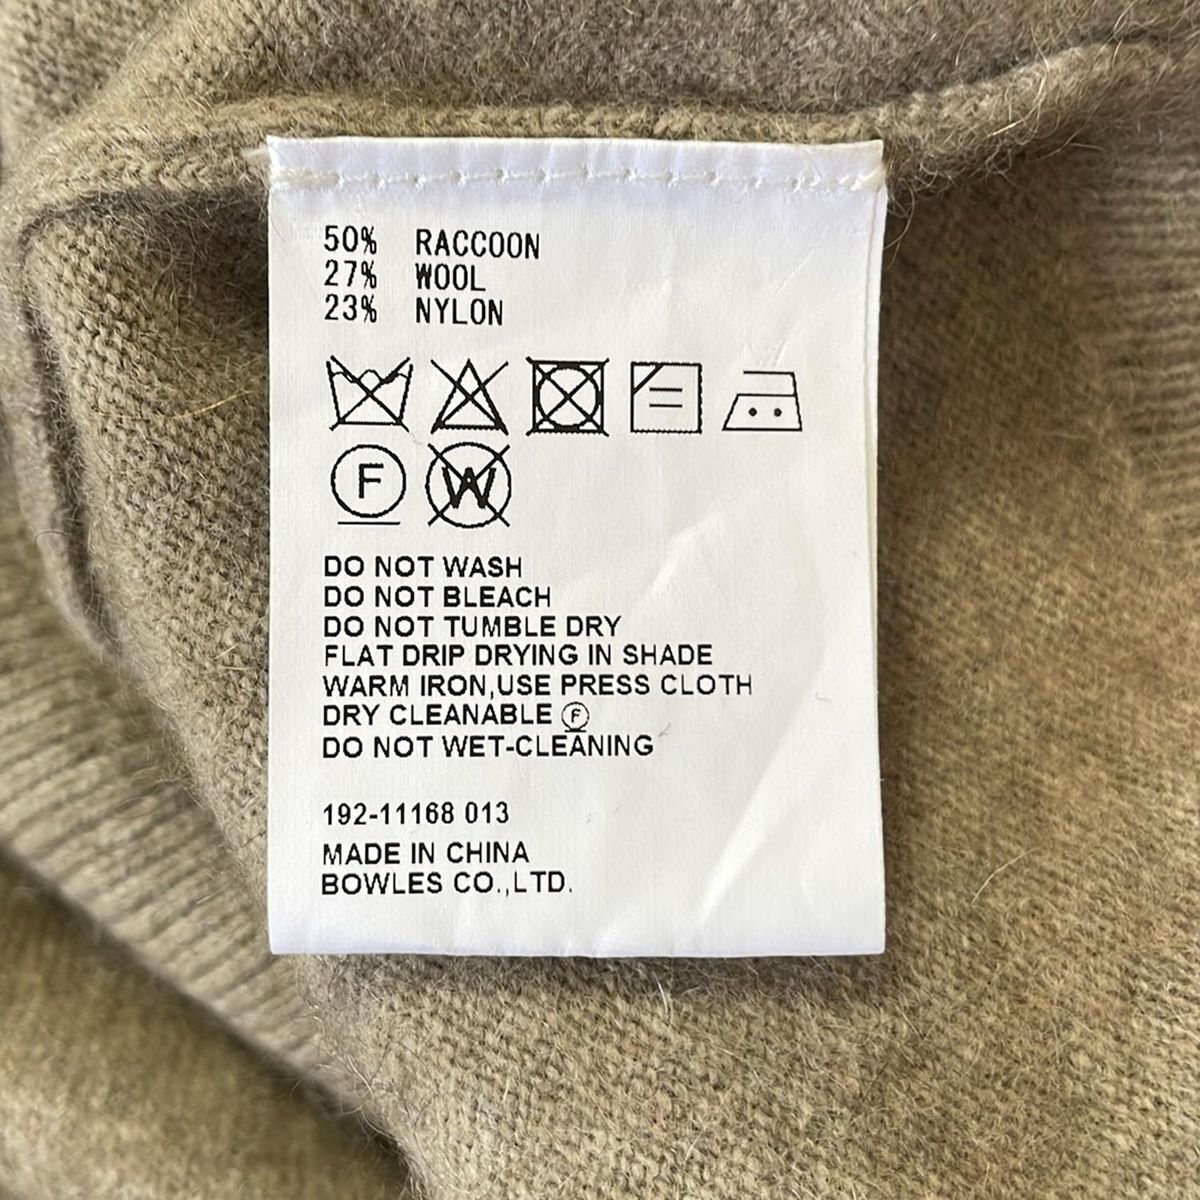 50% RACCOON
27% WOOL
23% NYLON
F W
DO NOT WASH
DO NOT BLEACH
DO NOT TUMBLE DRY
FLAT DRIP DRYING IN SHADE
WARM IRON,USE PRESS CLOTH
DRY CLEANABLE Ⓕ
DO NOT WET-CLEANING
192-11168 013
MADE IN CHINA
BOWLES CO.,LTD.